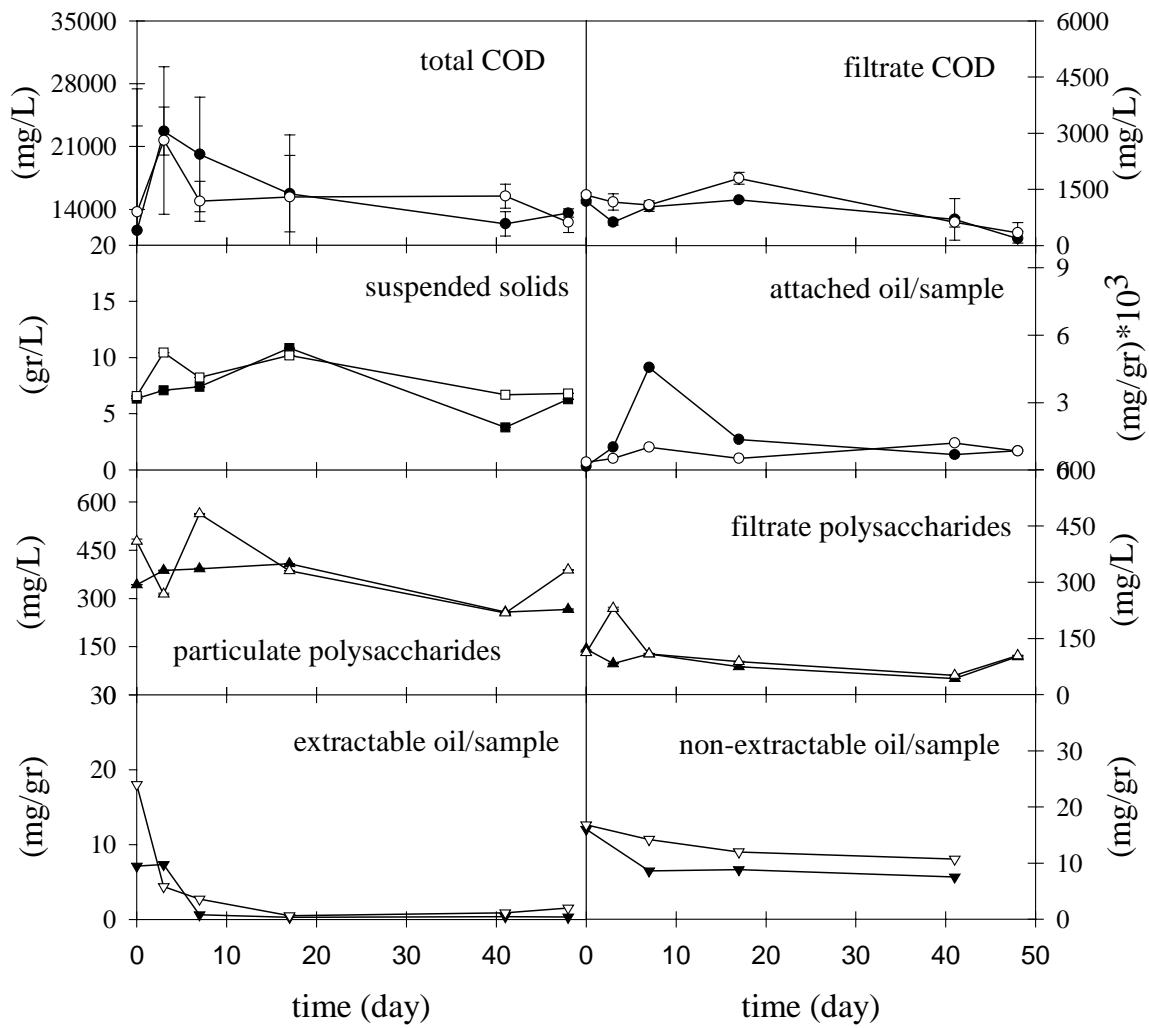 35000
28000
21000
14000
(mg/L)
total COD
filtrate COD
6000
4500
3000
1500
0
(mg/L)
20
15
10
5
0
(gr/L)
suspended solids
attached oil/sample
9
6
3
0
(mg/gr)*10³
600
450
300
150
0
(mg/L)
particulate polysaccharides
filtrate polysaccharides
600
450
300
150
0
(mg/L)
30
20
10
0
(mg/gr)
extractable oil/sample
non-extractable oil/sample
30
20
10
0
(mg/gr)
0 10 20 30 40 0 10 20 30 40 50
time (day) time (day)